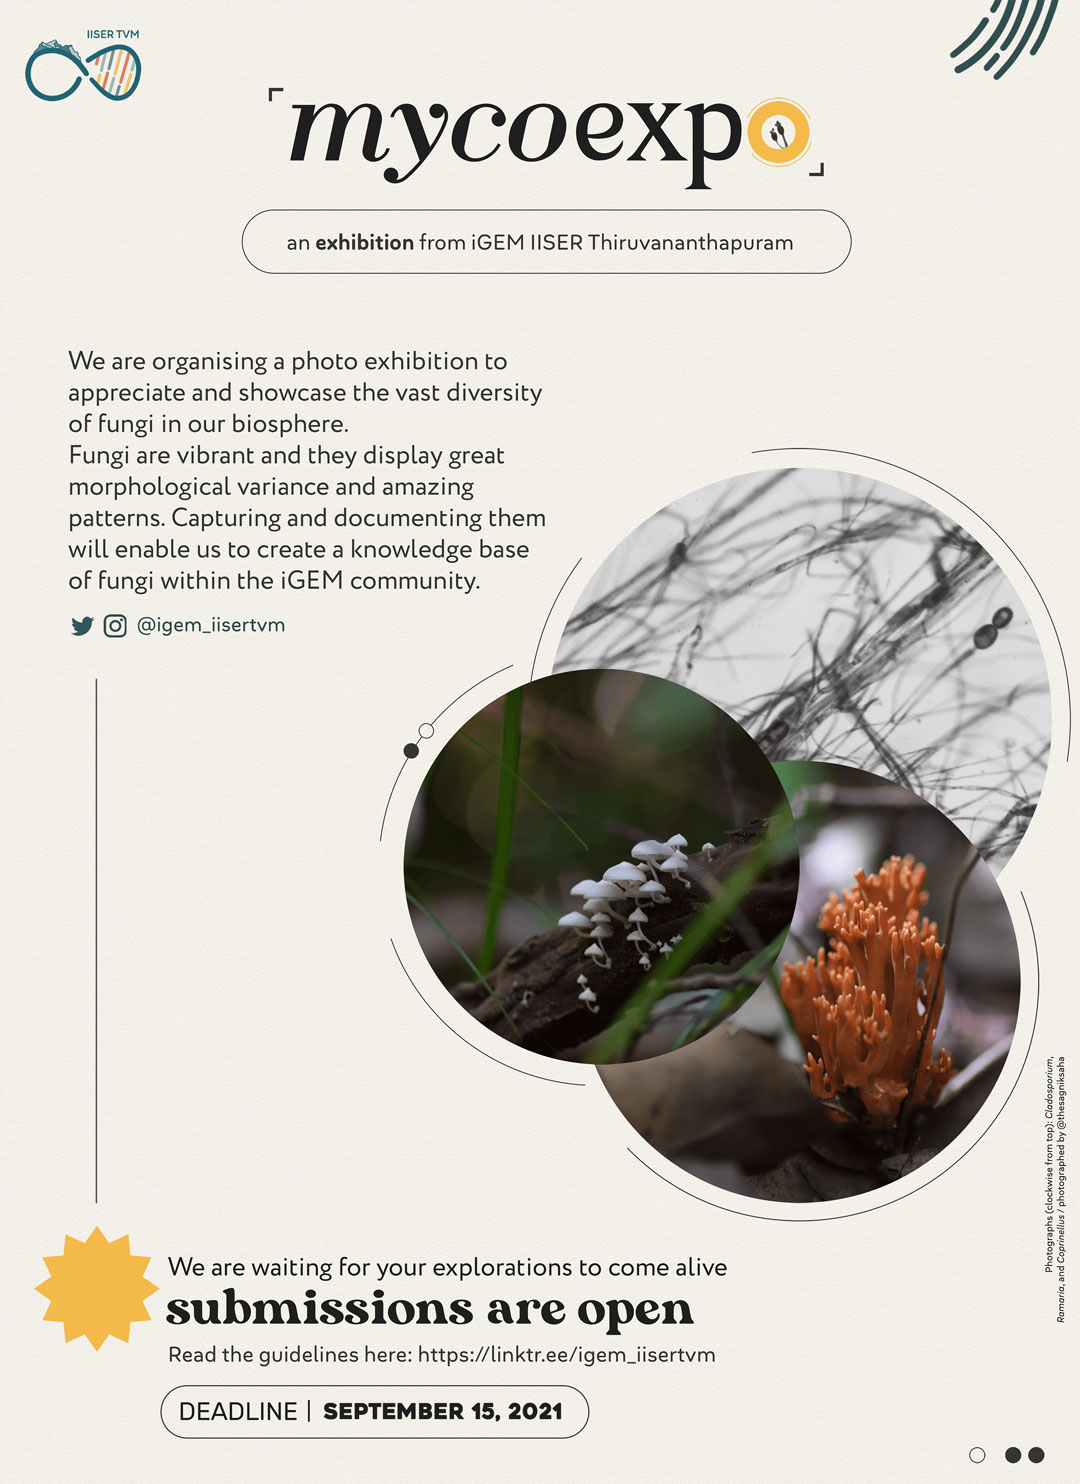 IISER TVM
mycoexpo
an exhibition from iGEM IISER Thiruvananthapuram
We are organising a photo exhibition to
appreciate and showcase the vast diversity
of fungi in our biosphere.
Fungi are vibrant and they display great
morphological variance and amazing
patterns. Capturing and documenting them
will enable us to create a knowledge base
of fungi within the iGEM community.
@igem_iisertvm
Photographs (clockwise from top): Cladosporium,
Ramaria, and Coprinellus / photographed by @thesagniksaha
We are waiting for your explorations to come alive
submissions are open
Read the guidelines here: https://linktr.ee/igem_iisertvm
DEADLINE | SEPTEMBER 15, 2021